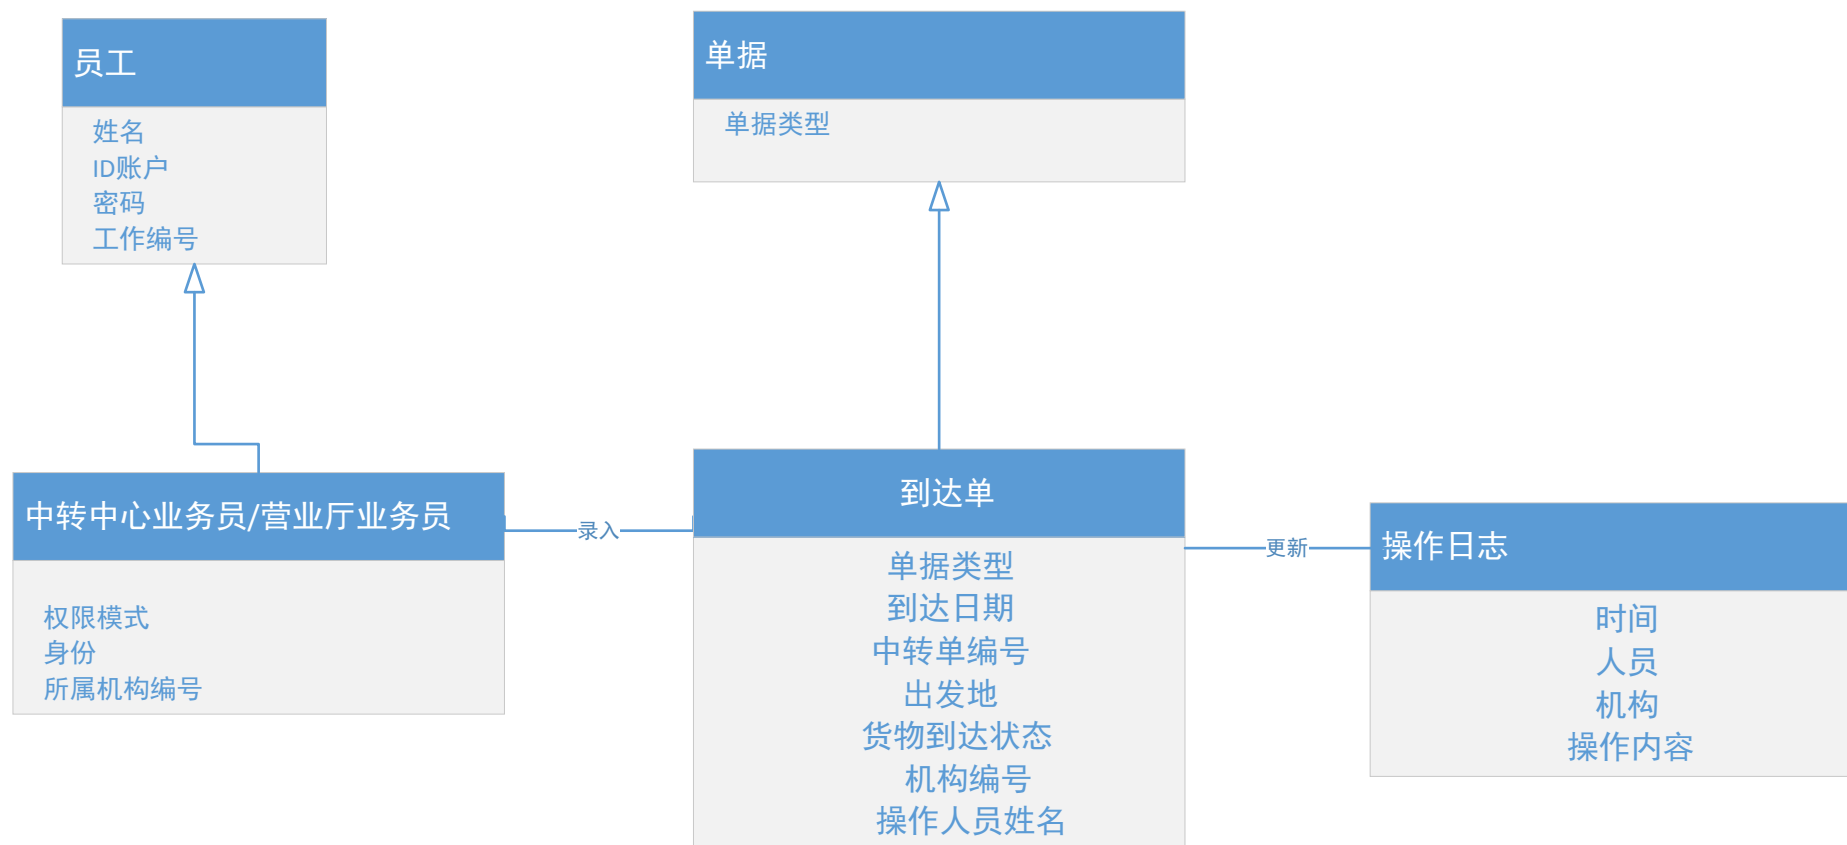 员工
姓名
ID账户
密码
工作编号
单据
单据类型
中转中心业务员/营业厅业务员
权限模式
身份
所属机构编号
录入
到达单
单据类型
到达日期
中转单编号
出发地
货物到达状态
机构编号
操作人员姓名
更新
操作日志
时间
人员
机构
操作内容